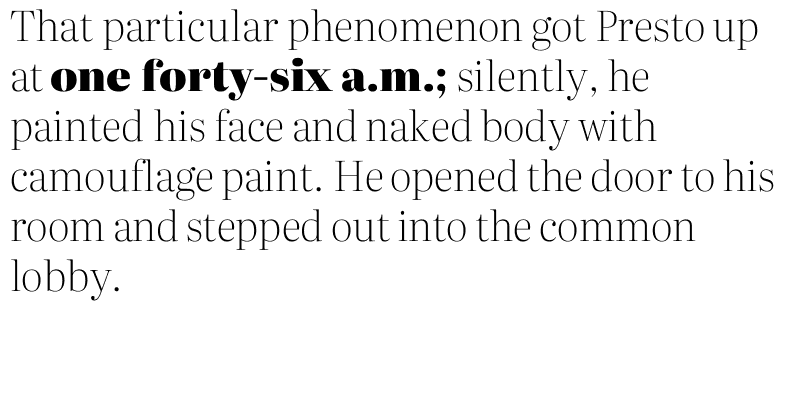 That particular phenomenon got Presto up
at one forty-six a.m.; silently, he
painted his face and naked body with
camouflage paint. He opened the door to his
room and stepped out into the common
lobby.